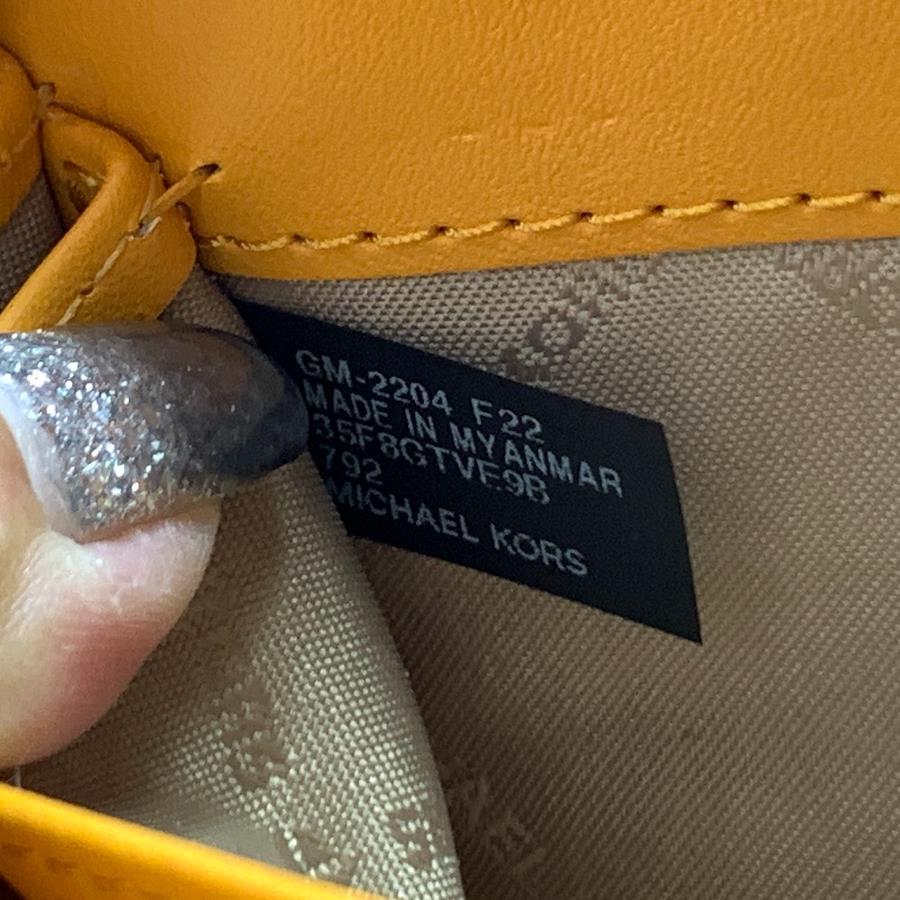 GM-2204 F22
MADE IN MYANMAR
35F8GTVE9B
792
MICHAEL KORS